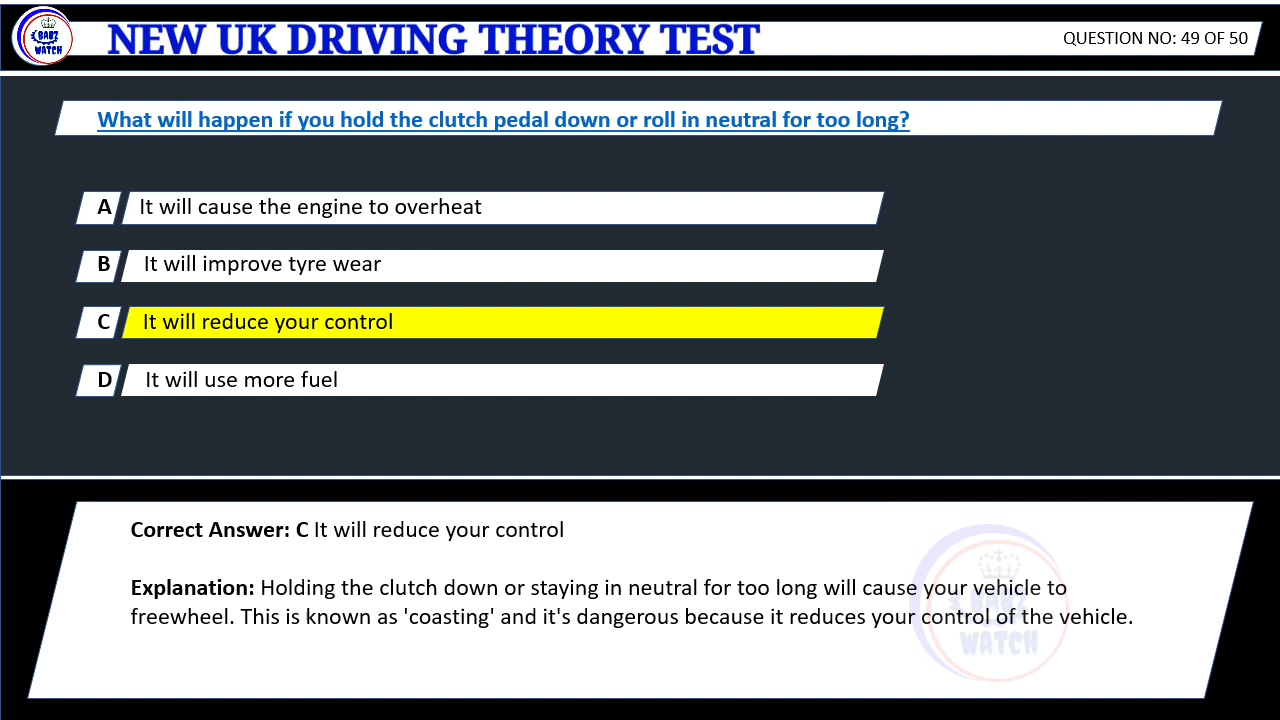 BABZ
WATCH
NEW UK DRIVING THEORY TEST
QUESTION NO: 49 OF 50
What will happen if you hold the clutch pedal down or roll in neutral for too long?
A It will cause the engine to overheat
B It will improve tyre wear
C It will reduce your control
D It will use more fuel
Correct Answer: C It will reduce your control
Explanation: Holding the clutch down or staying in neutral for too long will cause your vehicle to
freewheel. This is known as 'coasting' and it's dangerous because it reduces your control of the vehicle.
BABZ
WATCH